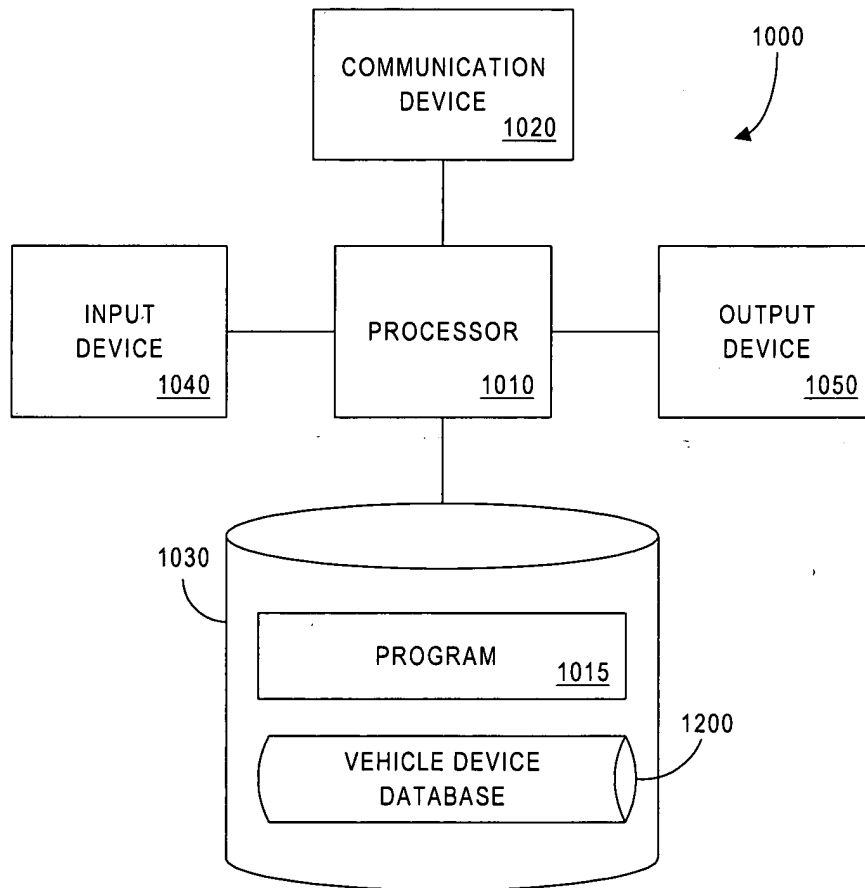 1000
COMMUNICATION
DEVICE
1020
INPUT
DEVICE
1040
PROCESSOR
1010
OUTPUT
DEVICE
1050
1030
PROGRAM
1015
1200
VEHICLE DEVICE
DATABASE